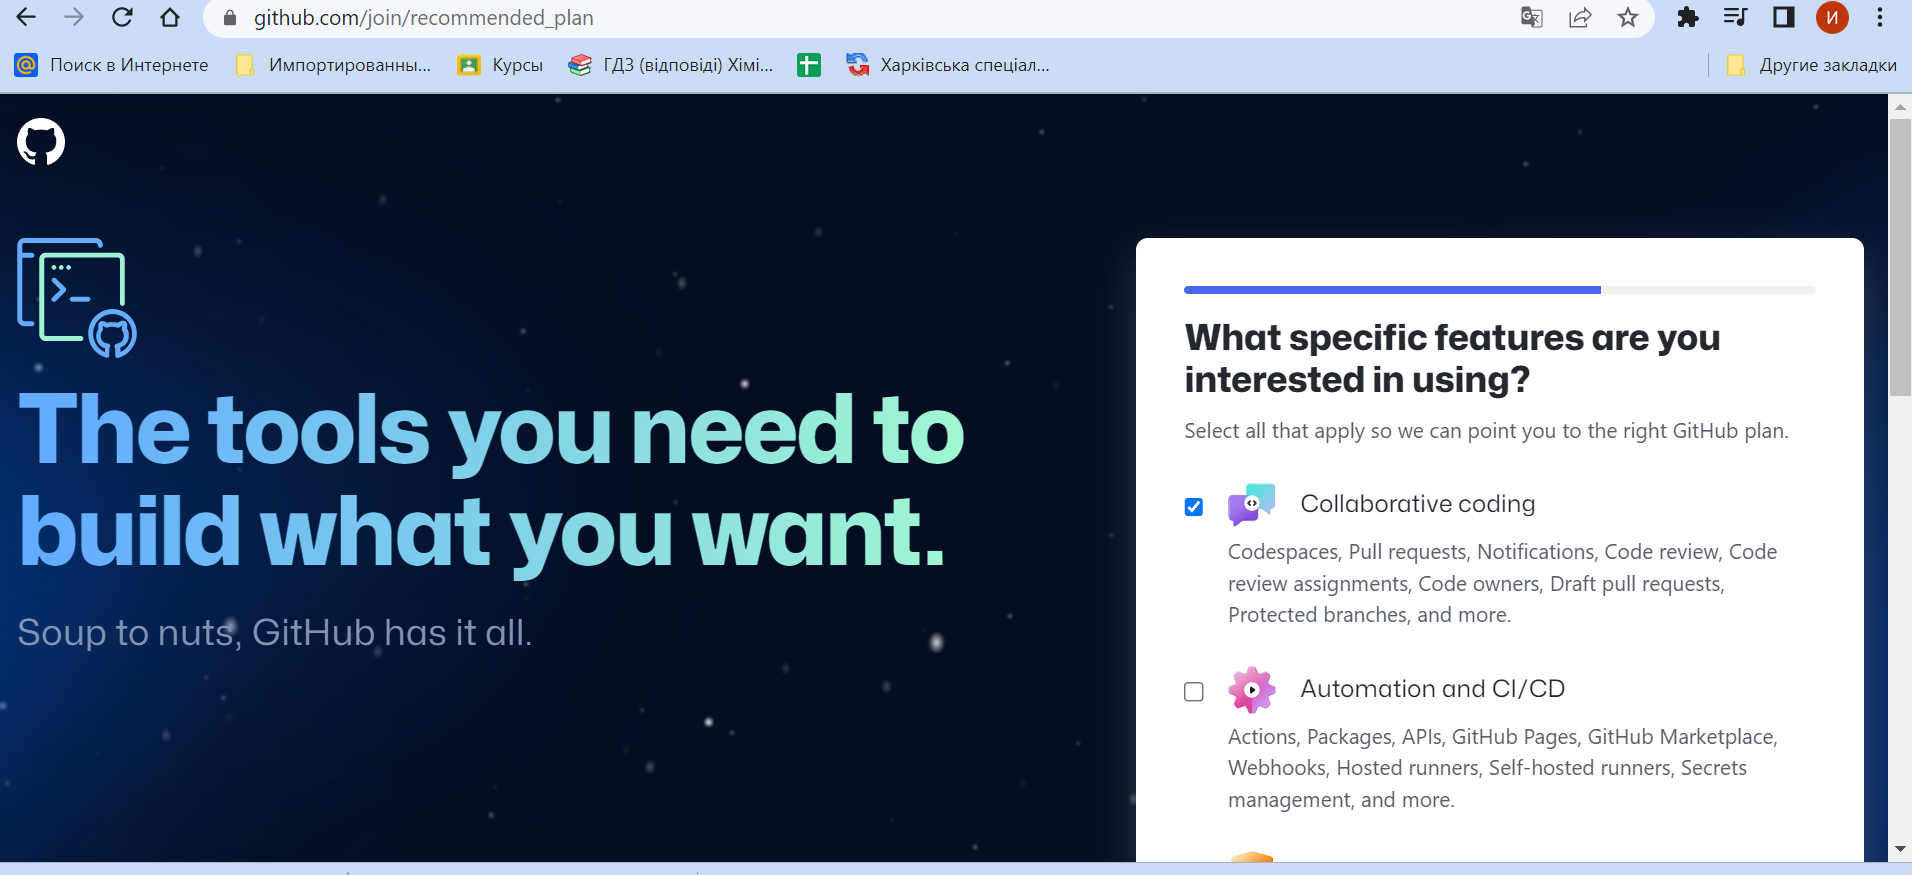 github.com/join/recommended_plan
И
Поиск в Интернете
Импортированны...
Курсы
ГДЗ (відповіді) Хімі...
Харківська спеціал...
Другие закладки
The tools you need to
build what you want.
Soup to nuts, GitHub has it all.
What specific features are you
interested in using?
Select all that apply so we can point you to the right GitHub plan.
Collaborative coding
Codespaces, Pull requests, Notifications, Code review, Code
review assignments, Code owners, Draft pull requests,
Protected branches, and more.
Automation and CI/CD
Actions, Packages, APIs, GitHub Pages, GitHub Marketplace,
Webhooks, Hosted runners, Self-hosted runners, Secrets
management, and more.